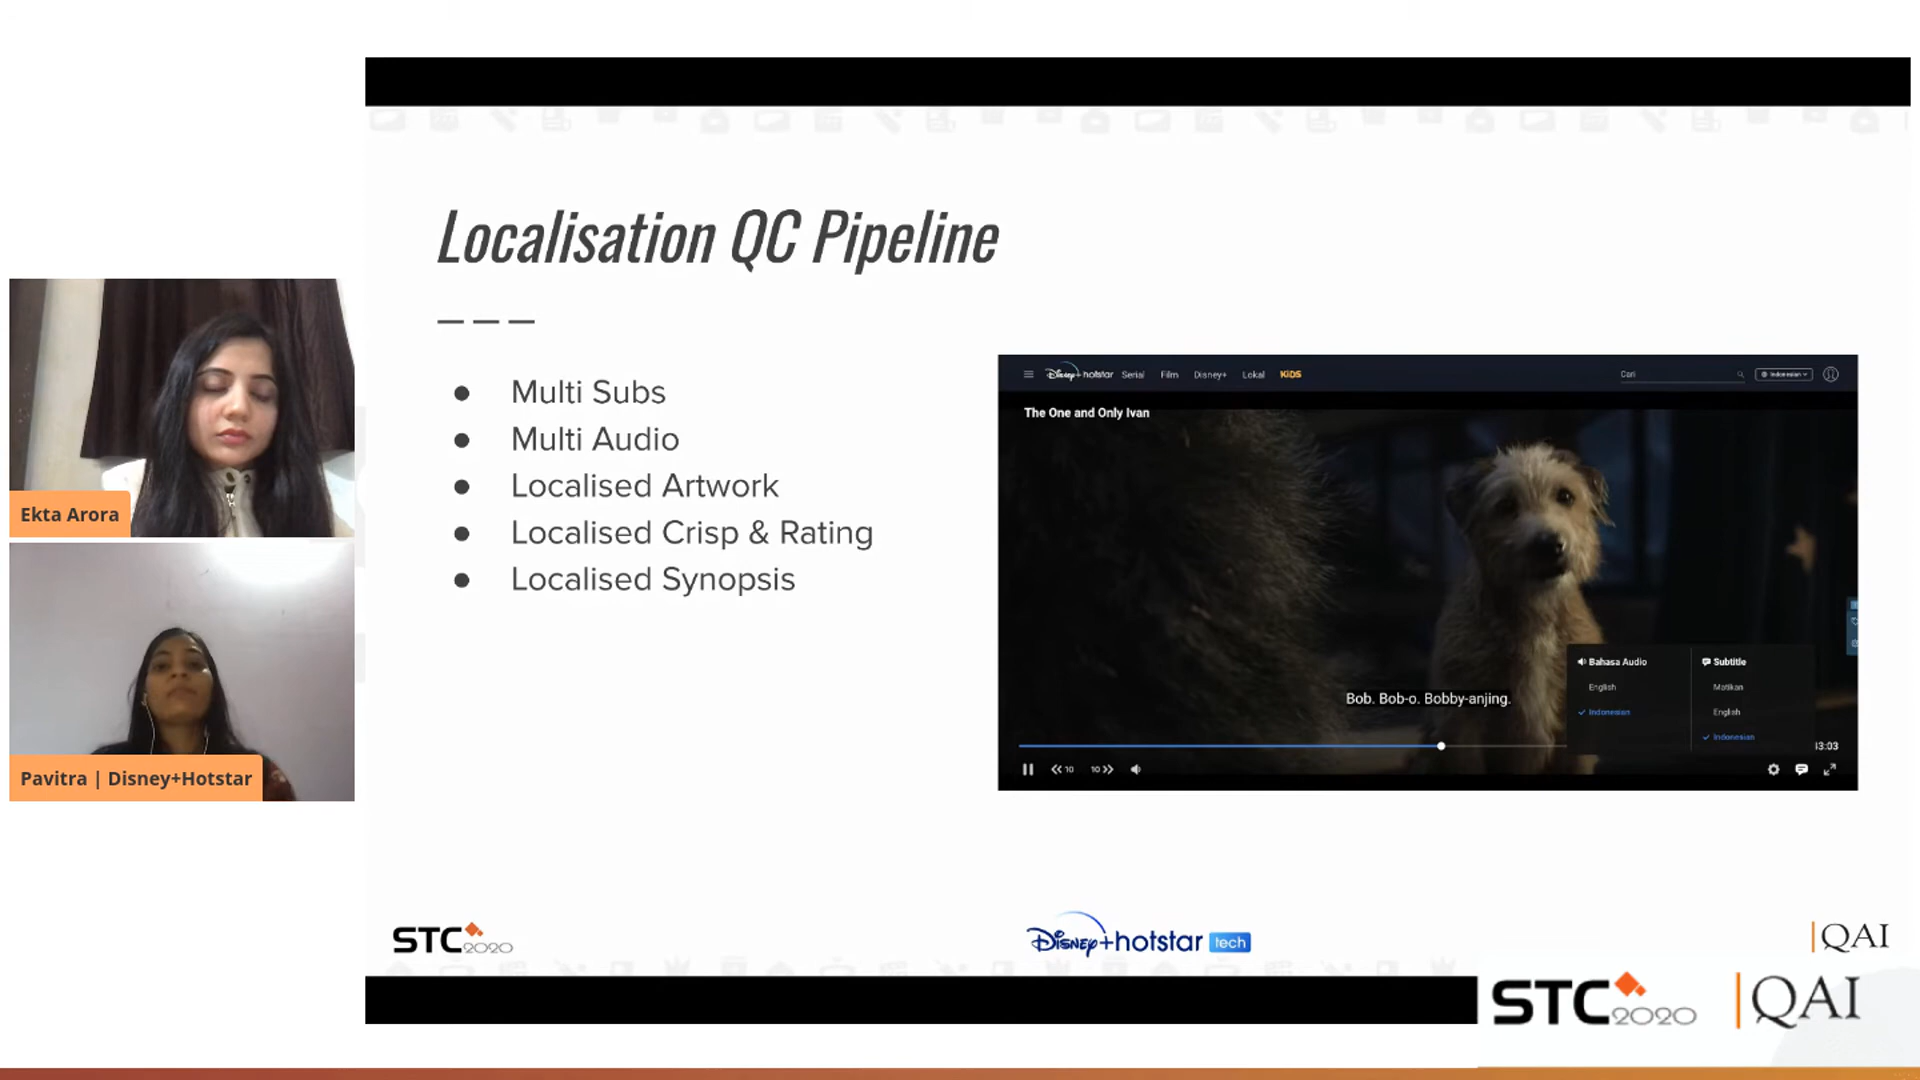 Localisation QC Pipeline
Multi Subs
Multi Audio
Localised Artwork
Localised Crisp & Rating
Localised Synopsis
Ekta Arora
Pavitra | Disney+Hotstar
Disney+ hotstar Serial Film Disney+ Lokal KIDS Cari Indonesian
The One and Only Ivan
Bahasa Audio
English
Indonesian
Subtitle
Matikan
English
Indonesian
Bob. Bob-o. Bobby-anjing.
13:03
10 10
STC 2020
Disney+ hotstar tech
QAI
STC 2020
QAI